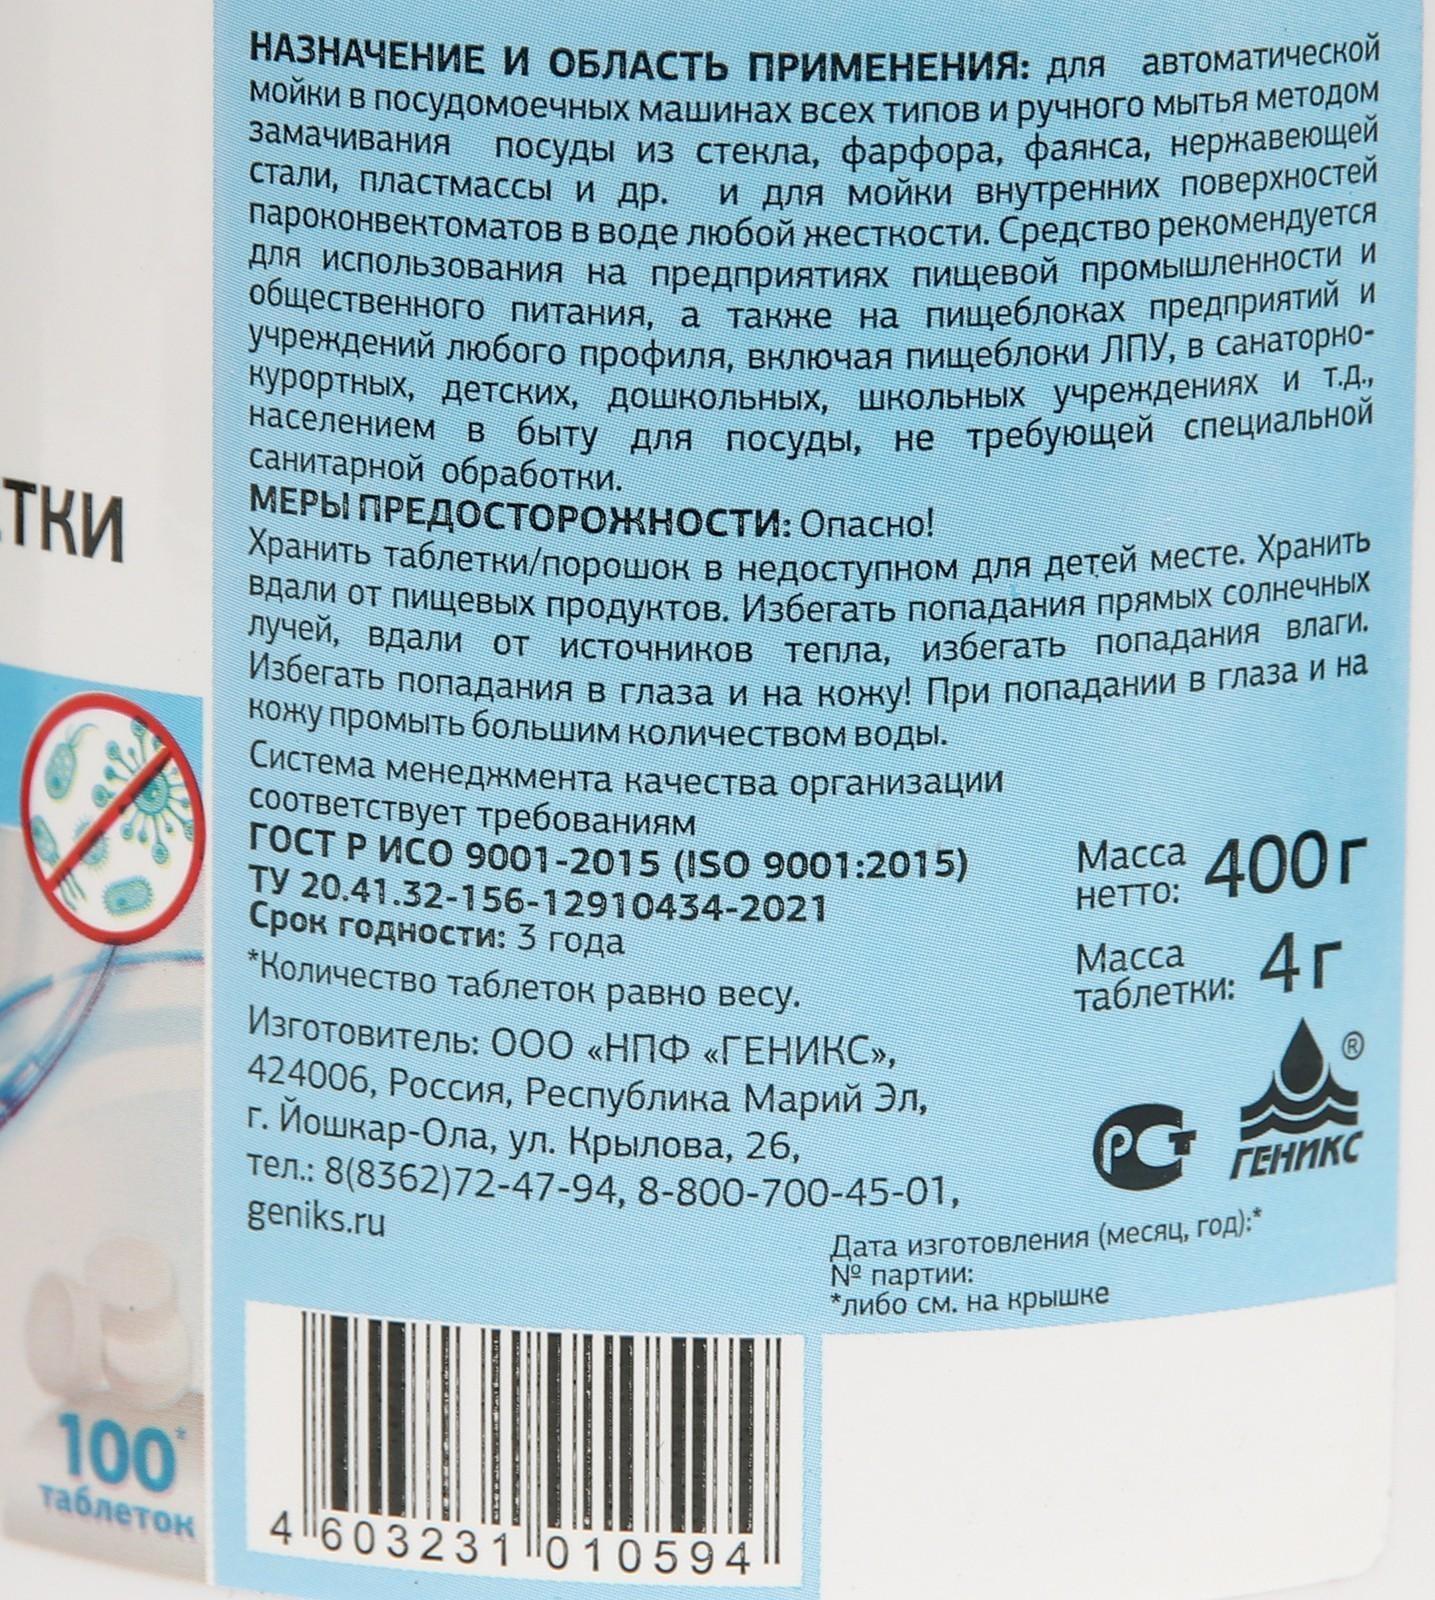 НАЗНАЧЕНИЕ И ОБЛАСТЬ ПРИМЕНЕНИЯ: для автоматической
мойки в посудомоечных машинах всех типов и ручного мытья методом
замачивания посуды из стекла, фарфора, фаянса, нержавеющей
стали, пластмассы и др. и для мойки внутренних поверхностей
пароконвектоматов в воде любой жесткости. Средство рекомендуется
для использования на предприятиях пищевой промышленности и
общественного питания, а также на пищеблоках предприятий и
учреждений любого профиля, включая пищеблоки ЛПУ, в санаторно-
курортных, детских, дошкольных, школьных учреждениях и т.д.,
населением в быту для посуды, не требующей специальной
санитарной обработки.
МЕРЫ ПРЕДОСТОРОЖНОСТИ: Опасно!
Хранить таблетки/порошок в недоступном для детей месте. Хранить
вдали от пищевых продуктов. Избегать попадания прямых солнечных
лучей, вдали от источников тепла, избегать попадания влаги.
Избегать попадания в глаза и на кожу! При попадании в глаза и на
кожу промыть большим количеством воды.
Система менеджмента качества организации
соответствует требованиям
ГОСТ Р ИСО 9001-2015 (ISO 9001:2015)
ТУ 20.41.32-156-12910434-2021
Срок годности: 3 года
*Количество таблеток равно весу.
Масса
нетто: 400 г
Масса
таблетки: 4 г
Изготовитель: ООО «НПФ «ГЕНИКС»,
424006, Россия, Республика Марий Эл,
г. Йошкар-Ола, ул. Крылова, 26,
тел.: 8(8362)72-47-94, 8-800-700-45-01,
geniks.ru
РСТ
ГЕНИКС ®
Дата изготовления (месяц, год):*
№ партии:
*либо см. на крышке
4 603231 010594
ТКИ
100*
таблеток